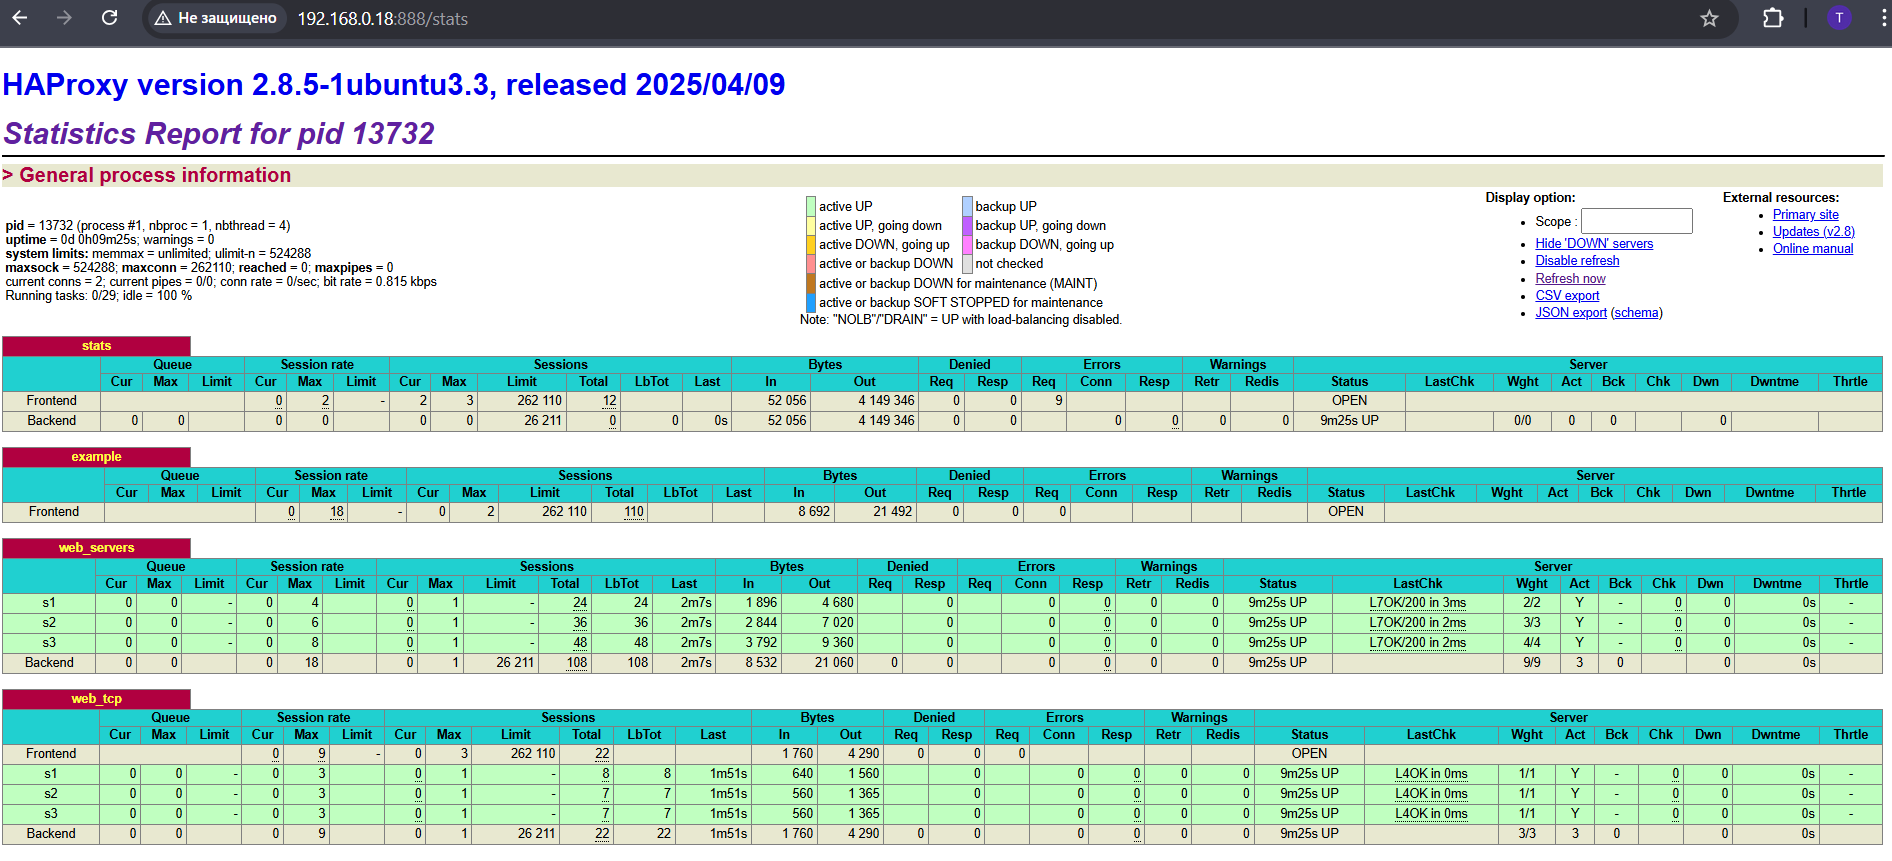 Не защищено 192.168.0.18:888/stats T
HAProxy version 2.8.5-1ubuntu3.3, released 2025/04/09
Statistics Report for pid 13732
> General process information
pid = 13732 (process #1, nbproc = 1, nbthread = 4)
uptime = 0d 0h09m25s; warnings = 0
system limits: memmax = unlimited; ulimit-n = 524288
maxsock = 524288; maxconn = 262110; reached = 0; maxpipes = 0
current conns = 2; current pipes = 0/0; conn rate = 0/sec; bit rate = 0.815 kbps
Running tasks: 0/29; idle = 100 %
active UP backup UP
active UP, going down backup UP, going down
active DOWN, going up backup DOWN, going up
active or backup DOWN not checked
active or backup DOWN for maintenance (MAINT)
active or backup SOFT STOPPED for maintenance
Note: "NOLB"/"DRAIN" = UP with load-balancing disabled.
Display option:
• Scope :
• Hide 'DOWN' servers
• Disable refresh
• Refresh now
• CSV export
• JSON export (schema)
External resources:
• Primary site
• Updates (v2.8)
• Online manual
stats
Queue Session rate Sessions Bytes Denied Errors Warnings Server
Cur Max Limit Cur Max Limit Cur Max Limit Total LbTot Last In Out Req Resp Req Conn Resp Retr Redis Status LastChk Wght Act Bck Chk Dwn Dwntme Thrtle
Frontend 0 2 - 2 3 262 110 12 52 056 4 149 346 0 0 9 OPEN
Backend 0 0 0 0 0 0 26 211 0 0 0s 52 056 4 149 346 0 0 0 0 0 0 9m25s UP 0/0 0 0 0
example
Queue Session rate Sessions Bytes Denied Errors Warnings Server
Cur Max Limit Cur Max Limit Cur Max Limit Total LbTot Last In Out Req Resp Req Conn Resp Retr Redis Status LastChk Wght Act Bck Chk Dwn Dwntme Thrtle
Frontend 0 18 - 0 2 262 110 110 8 692 21 492 0 0 0 OPEN
web_servers
Queue Session rate Sessions Bytes Denied Errors Warnings Server
Cur Max Limit Cur Max Limit Cur Max Limit Total LbTot Last In Out Req Resp Req Conn Resp Retr Redis Status LastChk Wght Act Bck Chk Dwn Dwntme Thrtle
s1 0 0 - 0 4 0 1 - 24 24 2m7s 1 896 4 680 0 0 0 0 0 9m25s UP L7OK/200 in 3ms 2/2 Y - 0 0 0s -
s2 0 0 - 0 6 0 1 - 36 36 2m7s 2 844 7 020 0 0 0 0 0 9m25s UP L7OK/200 in 2ms 3/3 Y - 0 0 0s -
s3 0 0 - 0 8 0 1 - 48 48 2m7s 3 792 9 360 0 0 0 0 0 9m25s UP L7OK/200 in 2ms 4/4 Y - 0 0 0s -
Backend 0 0 0 18 0 1 26 211 108 108 2m7s 8 532 21 060 0 0 0 0 0 0 9m25s UP 9/9 3 0 0 0s
web_tcp
Queue Session rate Sessions Bytes Denied Errors Warnings Server
Cur Max Limit Cur Max Limit Cur Max Limit Total LbTot Last In Out Req Resp Req Conn Resp Retr Redis Status LastChk Wght Act Bck Chk Dwn Dwntme Thrtle
Frontend 0 9 - 0 3 262 110 22 1 760 4 290 0 0 0 OPEN
s1 0 0 - 0 3 0 1 - 8 8 1m51s 640 1 560 0 0 0 0 0 9m25s UP L4OK in 0ms 1/1 Y - 0 0 0s -
s2 0 0 - 0 3 0 1 - 7 7 1m51s 560 1 365 0 0 0 0 0 9m25s UP L4OK in 0ms 1/1 Y - 0 0 0s -
s3 0 0 - 0 3 0 1 - 7 7 1m51s 560 1 365 0 0 0 0 0 9m25s UP L4OK in 0ms 1/1 Y - 0 0 0s -
Backend 0 0 0 9 0 1 26 211 22 22 1m51s 1 760 4 290 0 0 0 0 0 0 9m25s UP 3/3 3 0 0 0s